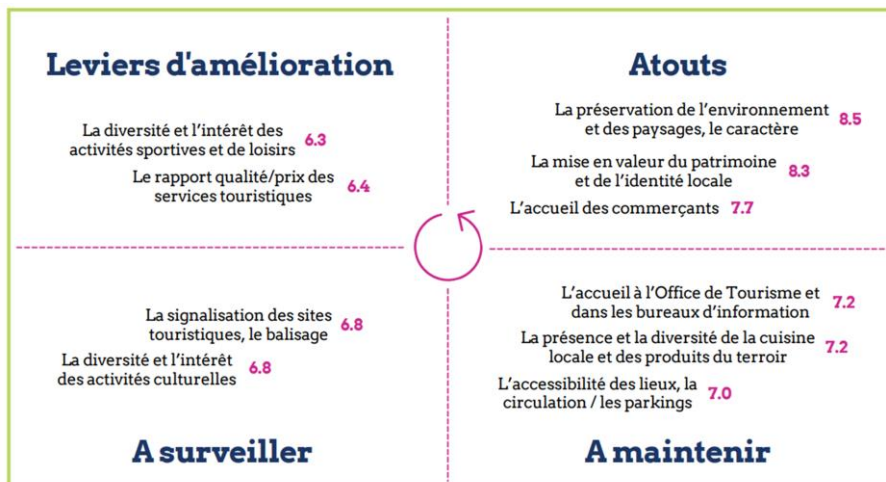 Leviers d'amélioration
La diversité et l'intérêt des
activités sportives et de loisirs 6.3
Le rapport qualité/prix des
services touristiques 6.4
Atouts
La préservation de l'environnement
et des paysages, le caractère 8.5
La mise en valeur du patrimoine
et de l'identité locale 8.3
L'accueil des commerçants 7.7
La signalisation des sites
touristiques, le balisage 6.8
La diversité et l'intérêt
des activités culturelles 6.8
A surveiller
L'accueil à l'Office de Tourisme et
dans les bureaux d'information 7.2
La présence et la diversité de la cuisine
locale et des produits du terroir 7.2
L'accessibilité des lieux, la
circulation / les parkings 7.0
A maintenir